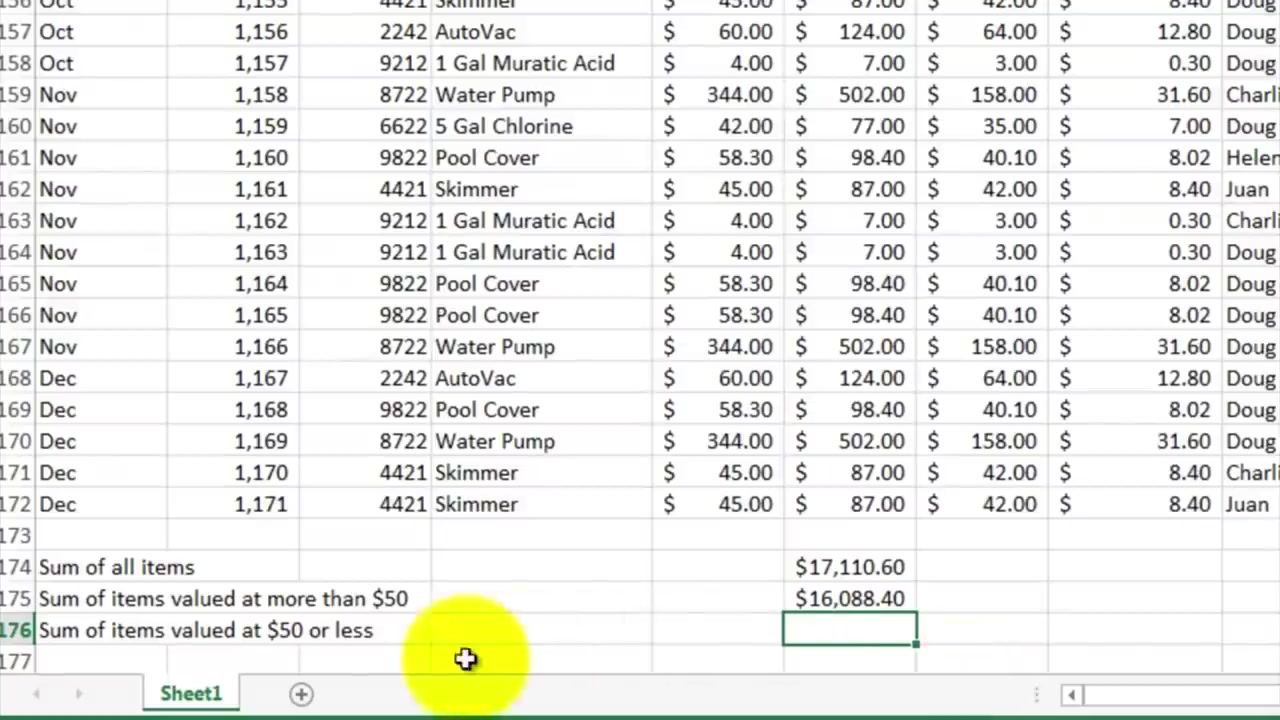 Oct 1,155 4421 Skimmer 45.00 87.00 42.00 8.40 Doug
157 Oct 1,156 2242 AutoVac $ 60.00 $ 124.00 $ 64.00 $ 12.80 Doug
158 Oct 1,157 9212 1 Gal Muratic Acid $ 4.00 $ 7.00 $ 3.00 $ 0.30 Doug
159 Nov 1,158 8722 Water Pump $ 344.00 $ 502.00 $ 158.00 $ 31.60 Charli
160 Nov 1,159 6622 5 Gal Chlorine $ 42.00 $ 77.00 $ 35.00 $ 7.00 Doug
161 Nov 1,160 9822 Pool Cover $ 58.30 $ 98.40 $ 40.10 $ 8.02 Helen
162 Nov 1,161 4421 Skimmer $ 45.00 $ 87.00 $ 42.00 $ 8.40 Juan
163 Nov 1,162 9212 1 Gal Muratic Acid $ 4.00 $ 7.00 $ 3.00 $ 0.30 Charli
164 Nov 1,163 9212 1 Gal Muratic Acid $ 4.00 $ 7.00 $ 3.00 $ 0.30 Doug
165 Nov 1,164 9822 Pool Cover $ 58.30 $ 98.40 $ 40.10 $ 8.02 Doug
166 Nov 1,165 9822 Pool Cover $ 58.30 $ 98.40 $ 40.10 $ 8.02 Doug
167 Nov 1,166 8722 Water Pump $ 344.00 $ 502.00 $ 158.00 $ 31.60 Doug
168 Dec 1,167 2242 AutoVac $ 60.00 $ 124.00 $ 64.00 $ 12.80 Doug
169 Dec 1,168 9822 Pool Cover $ 58.30 $ 98.40 $ 40.10 $ 8.02 Doug
170 Dec 1,169 8722 Water Pump $ 344.00 $ 502.00 $ 158.00 $ 31.60 Doug
171 Dec 1,170 4421 Skimmer $ 45.00 $ 87.00 $ 42.00 $ 8.40 Charli
172 Dec 1,171 4421 Skimmer $ 45.00 $ 87.00 $ 42.00 $ 8.40 Juan
173
174 Sum of all items $17,110.60
175 Sum of items valued at more than $50 $16,088.40
176 Sum of items valued at $50 or less
177
Sheet1